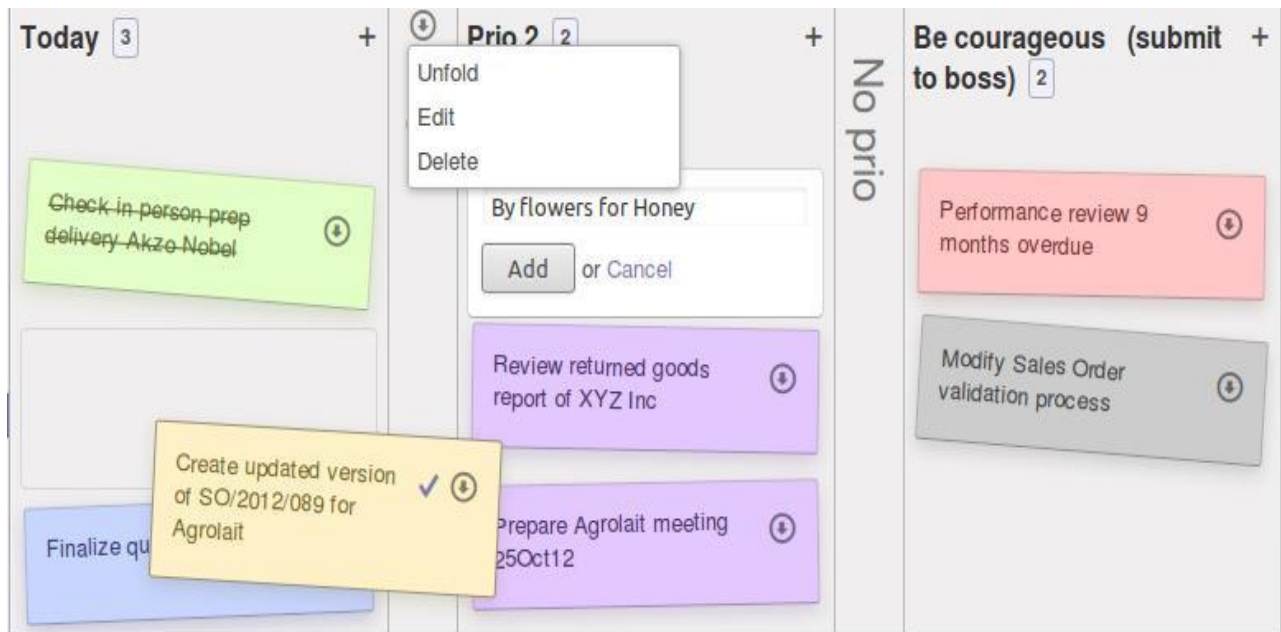 Today 3 +
Check in person prep
delivery Akzo Nobel
Create updated version
of SO/2012/089 for
Agrolait
Finalize qu
Unfold
Edit
Delete
Prio 2 2 +
By flowers for Honey
Add or Cancel
Review returned goods
report of XYZ Inc
Prepare Agrolait meeting
25Oct12
No prio
Be courageous (submit +
to boss) 2
Performance review 9
months overdue
Modify Sales Order
validation process